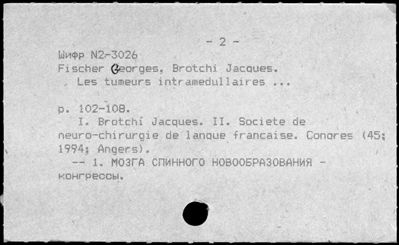 - 2 -
Шифр N2-3026
Fischer Georges, Brotchi Jacques.
Les tumeurs intramedullaires ...
p. 102-108.
I. Brotchi Jacques. II. Societe de
neuro-chirurgie de langue francaise. Congres (45;
1994; Angers).
-- 1. МОЗГА СПИННОГО НОВООБРАЗОВАНИЯ -
конгрессы.